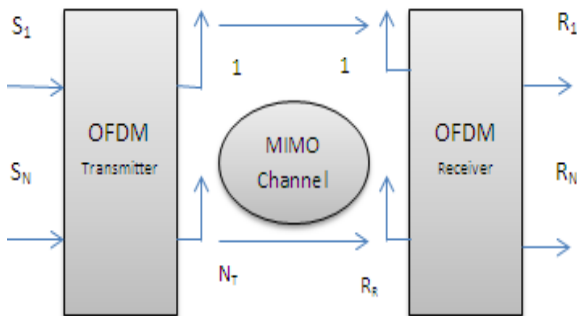 S1
OFDM
Transmitter
SN
1
1
MIMO
Channel
NT
RR
OFDM
Receiver
R1
RN